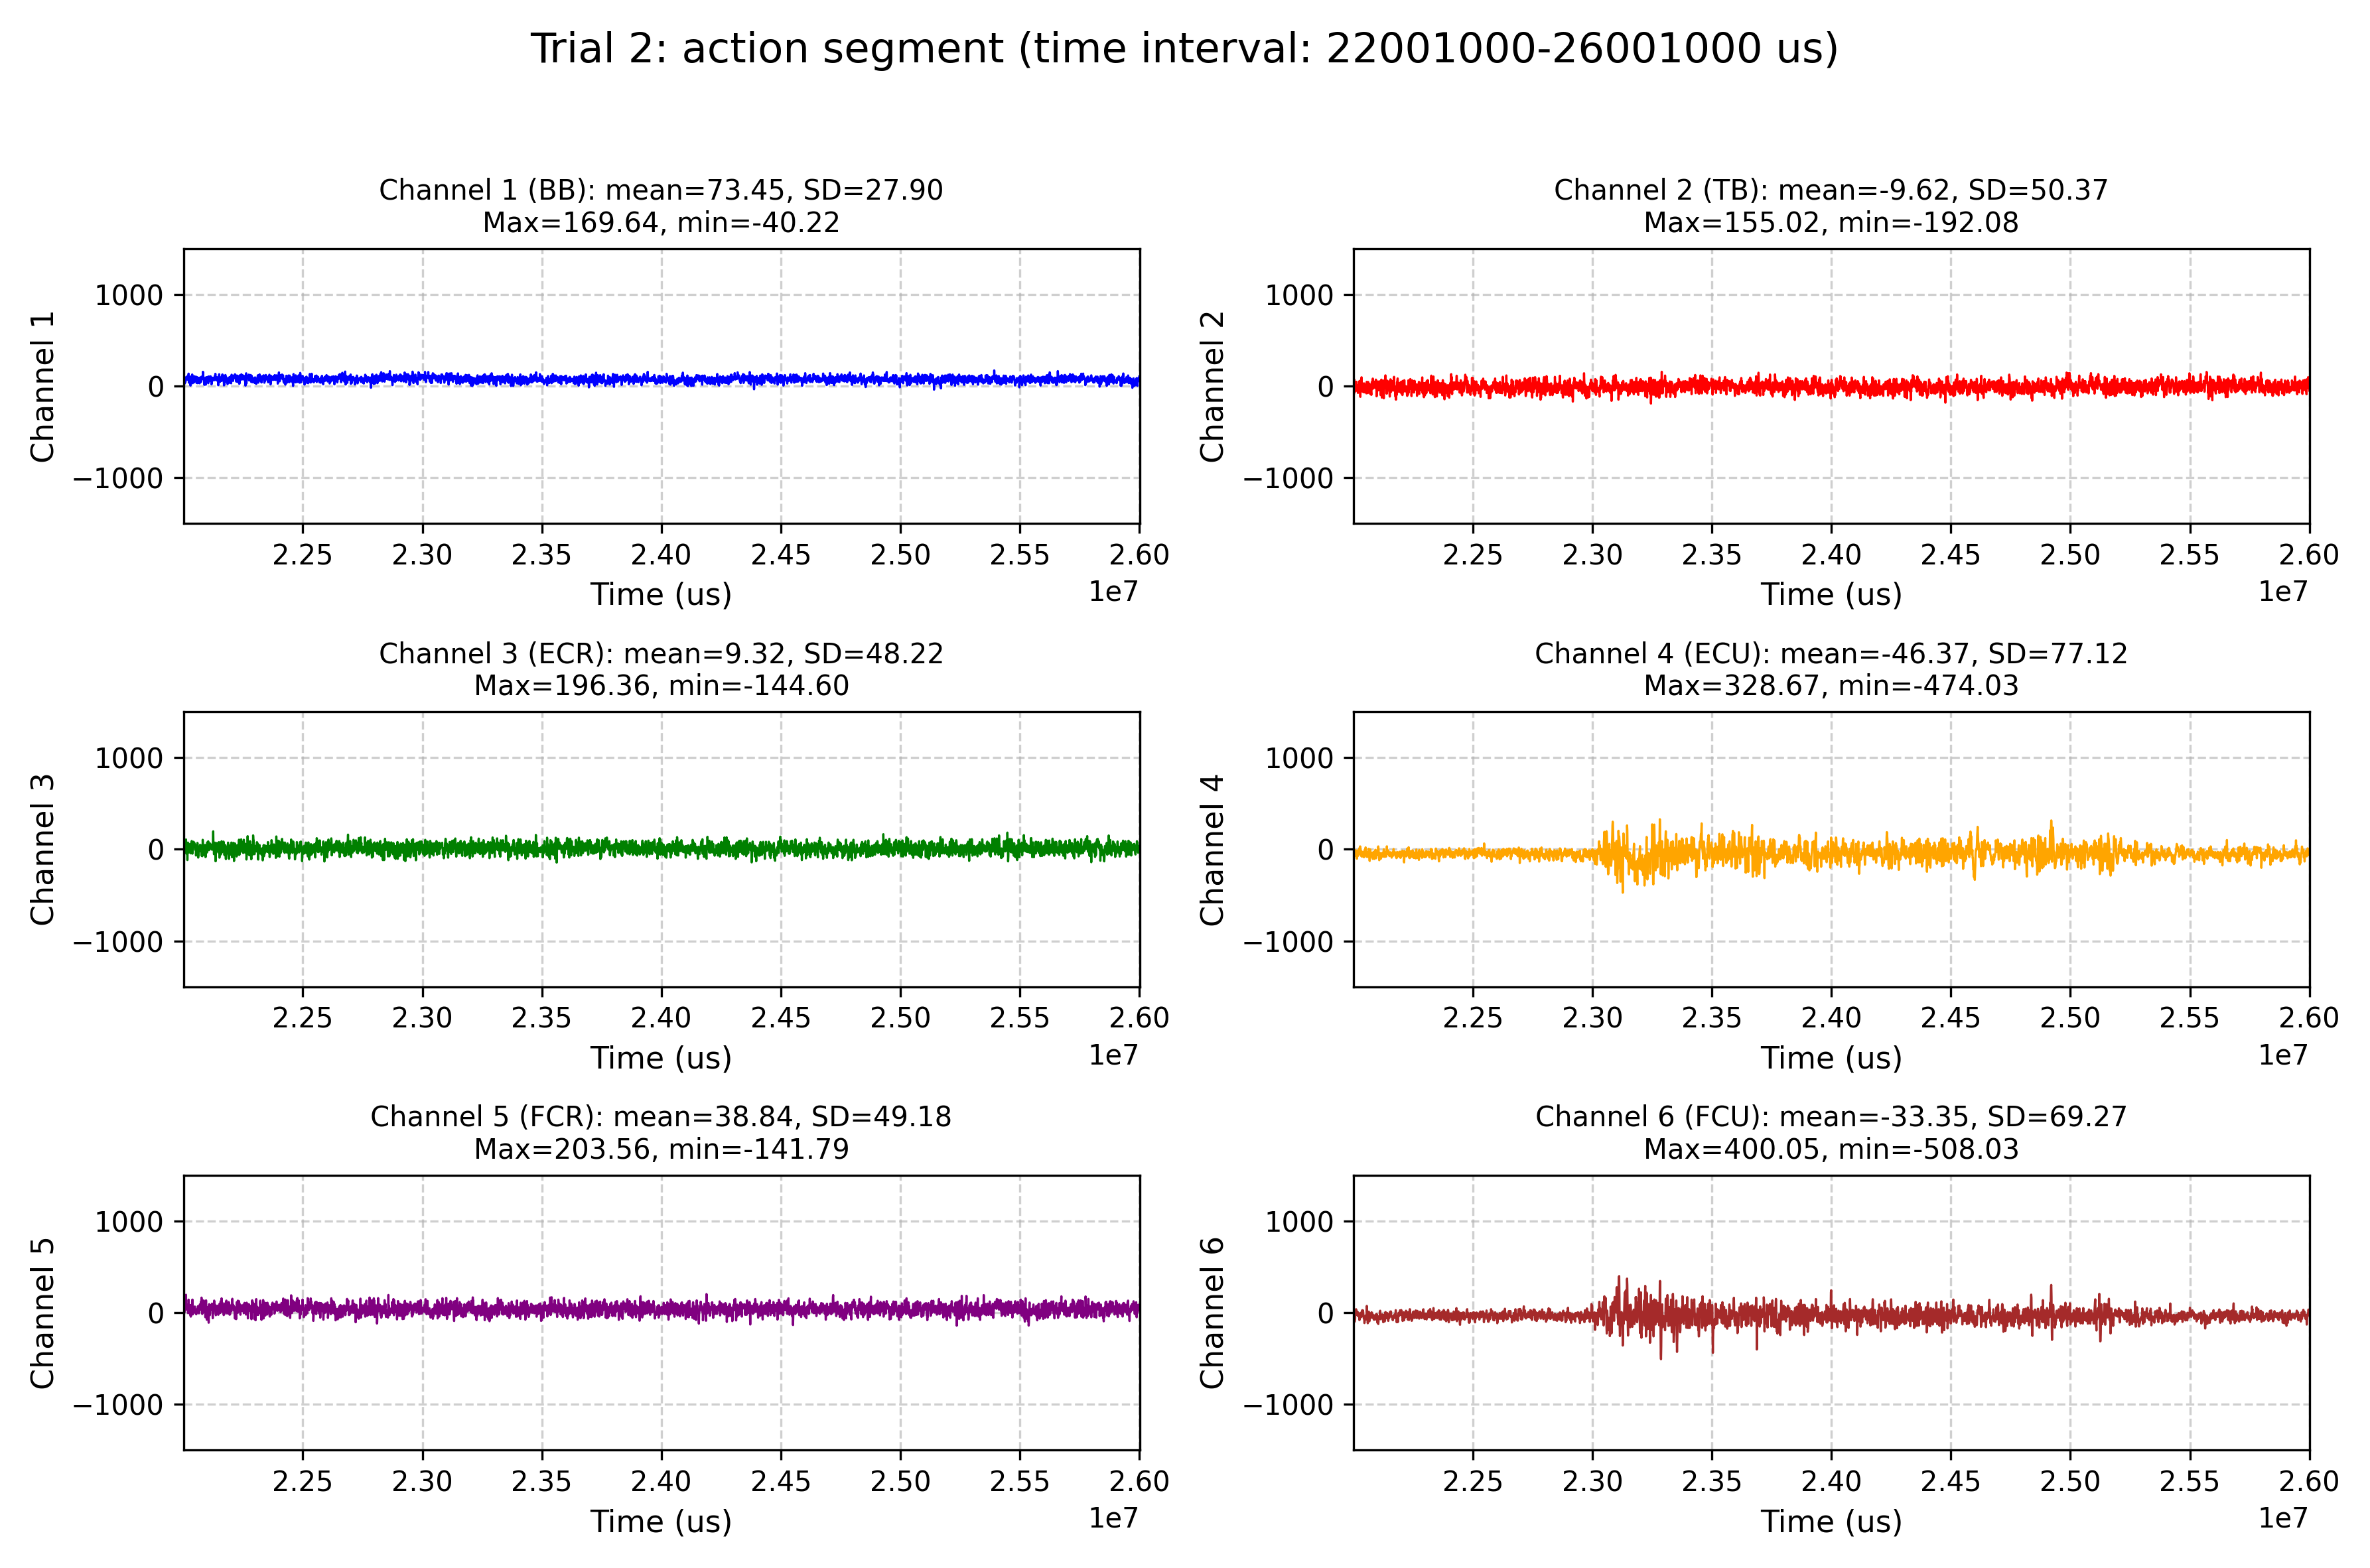 Trial 2: action segment (time interval: 22001000-26001000 us)
Channel 1 (BB): mean=73.45, SD=27.90
Max=169.64, min=-40.22
Channel 1
1000
0
−1000
2.25 2.30 2.35 2.40 2.45 2.50 2.55 2.60
Time (us)
1e7
Channel 2 (TB): mean=-9.62, SD=50.37
Max=155.02, min=-192.08
Channel 2
1000
0
−1000
2.25 2.30 2.35 2.40 2.45 2.50 2.55 2.60
Time (us)
1e7
Channel 3 (ECR): mean=9.32, SD=48.22
Max=196.36, min=-144.60
Channel 3
1000
0
−1000
2.25 2.30 2.35 2.40 2.45 2.50 2.55 2.60
Time (us)
1e7
Channel 4 (ECU): mean=-46.37, SD=77.12
Max=328.67, min=-474.03
Channel 4
1000
0
−1000
2.25 2.30 2.35 2.40 2.45 2.50 2.55 2.60
Time (us)
1e7
Channel 5 (FCR): mean=38.84, SD=49.18
Max=203.56, min=-141.79
Channel 5
1000
0
−1000
2.25 2.30 2.35 2.40 2.45 2.50 2.55 2.60
Time (us)
1e7
Channel 6 (FCU): mean=-33.35, SD=69.27
Max=400.05, min=-508.03
Channel 6
1000
0
−1000
2.25 2.30 2.35 2.40 2.45 2.50 2.55 2.60
Time (us)
1e7